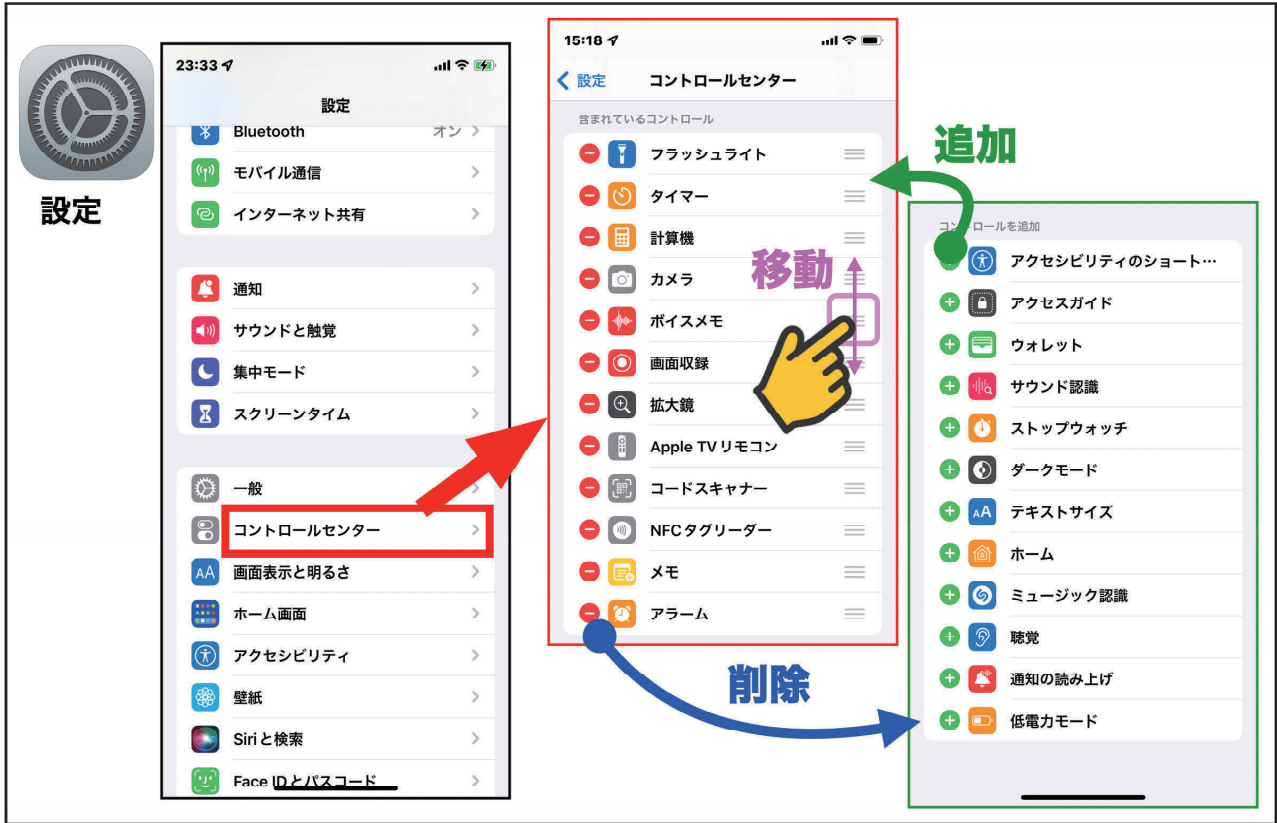 設定
23:33
設定
Bluetooth オン
モバイル通信
インターネット共有
通知
サウンドと触覚
集中モード
スクリーンタイム
一般
コントロールセンター
AA 画面表示と明るさ
ホーム画面
アクセシビリティ
壁紙
Siriと検索
Face IDとパスコード
15:18
設定 コントロールセンター
含まれているコントロール
フラッシュライト
タイマー
計算機
カメラ
ボイスメモ
画面収録
拡大鏡
Apple TVリモコン
コードスキャナー
NFCタグリーダー
メモ
アラーム
移動
追加
削除
コントロールを追加
アクセシビリティのショート…
アクセスガイド
ウォレット
サウンド認識
ストップウォッチ
ダークモード
AA テキストサイズ
ホーム
ミュージック認識
聴覚
通知の読み上げ
低電力モード